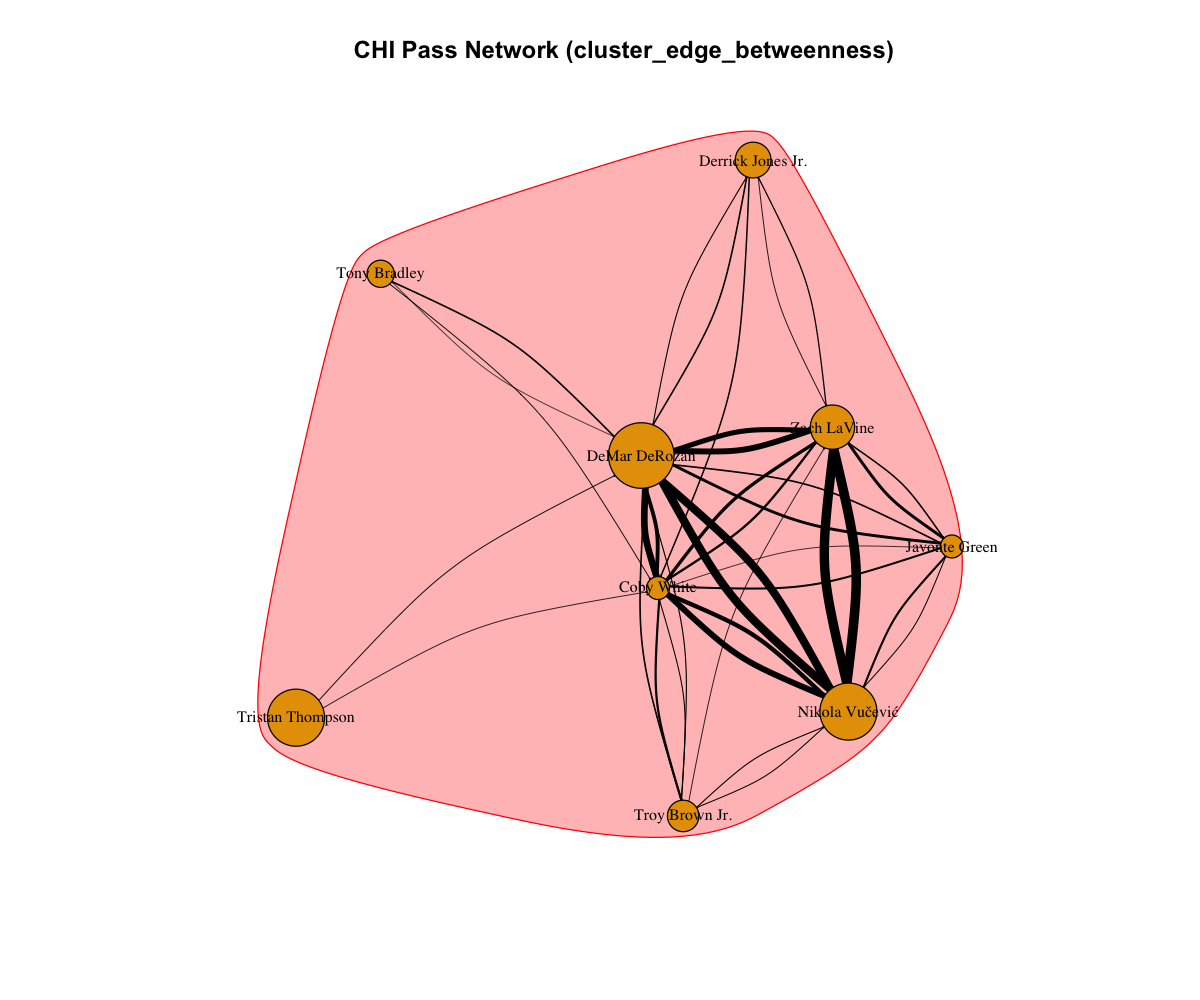 CHI Pass Network (cluster_edge_betweenness)
Derrick Jones Jr.
Tony Bradley
Zach LaVine
DeMar DeRozan
Javonte Green
Coby White
Nikola Vučević
Tristan Thompson
Troy Brown Jr.